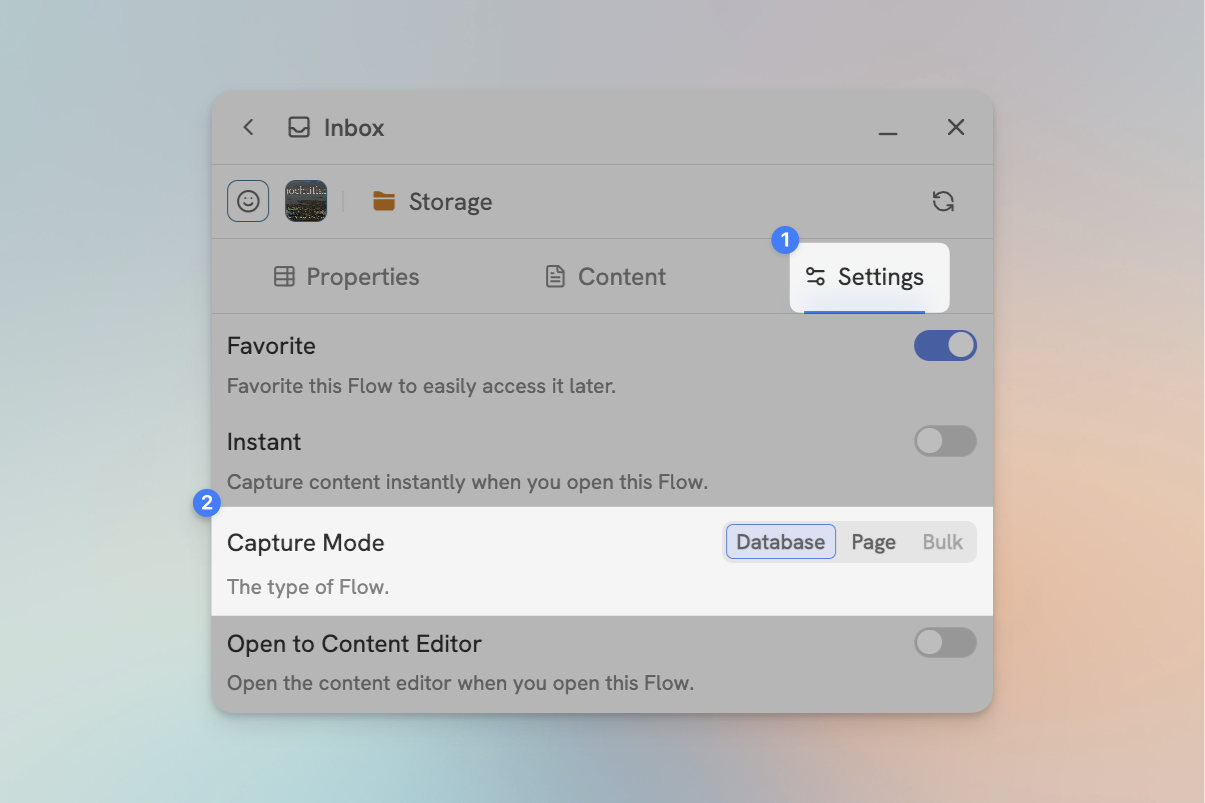 Inbox
Storage
1
Properties Content Settings
Favorite
Favorite this Flow to easily access it later.
Instant
Capture content instantly when you open this Flow.
2
Capture Mode Database Page Bulk
The type of Flow.
Open to Content Editor
Open the content editor when you open this Flow.